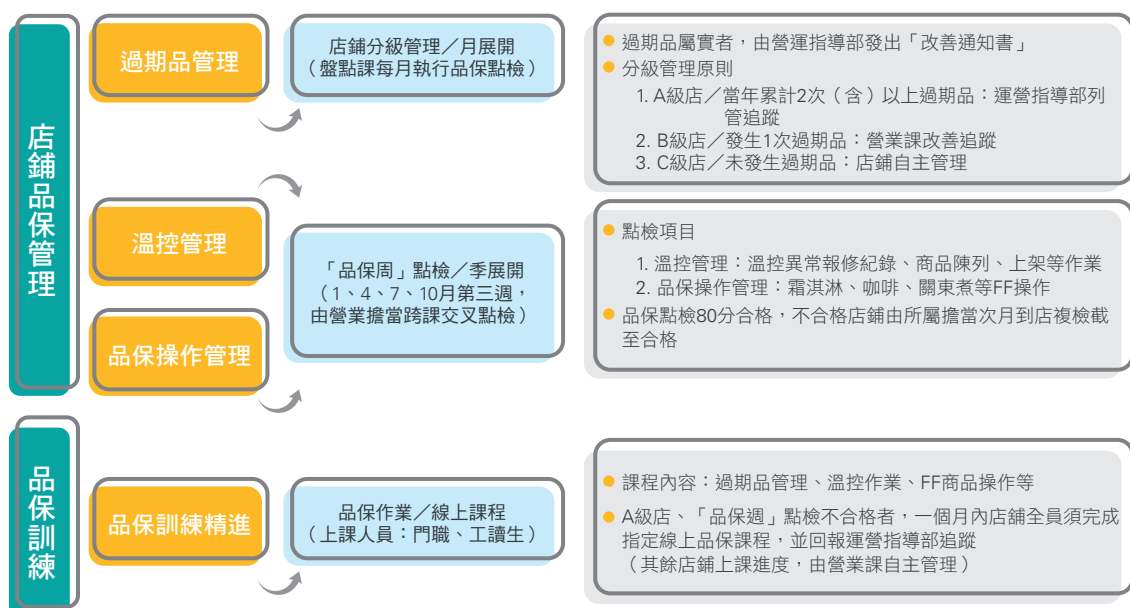 店鋪品保管理
過期品管理
店鋪分級管理／月展開
（盤點課每月執行品保點檢）
● 過期品屬實者，由營運指導部發出「改善通知書」
● 分級管理原則
1. A級店／當年累計2次（含）以上過期品：運營指導部列
管追蹤
2. B級店／發生1次過期品：營業課改善追蹤
3. C級店／未發生過期品：店鋪自主管理
溫控管理
品保操作管理
「品保周」點檢／季展開
（1、4、7、10月第三週，
由營業擔當跨課交叉點檢）
● 點檢項目
1. 溫控管理：溫控異常報修紀錄、商品陳列、上架等作業
2. 品保操作管理：霜淇淋、咖啡、關東煮等FF操作
● 品保點檢80分合格，不合格店鋪由所屬擔當次月到店複檢截
至合格
品保訓練
品保訓練精進
品保作業／線上課程
（上課人員：門職、工讀生）
● 課程內容：過期品管理、溫控作業、FF商品操作等
● A級店、「品保週」點檢不合格者，一個月內店舖全員須完成
指定線上品保課程，並回報運營指導部追蹤
（其餘店鋪上課進度，由營業課自主管理）